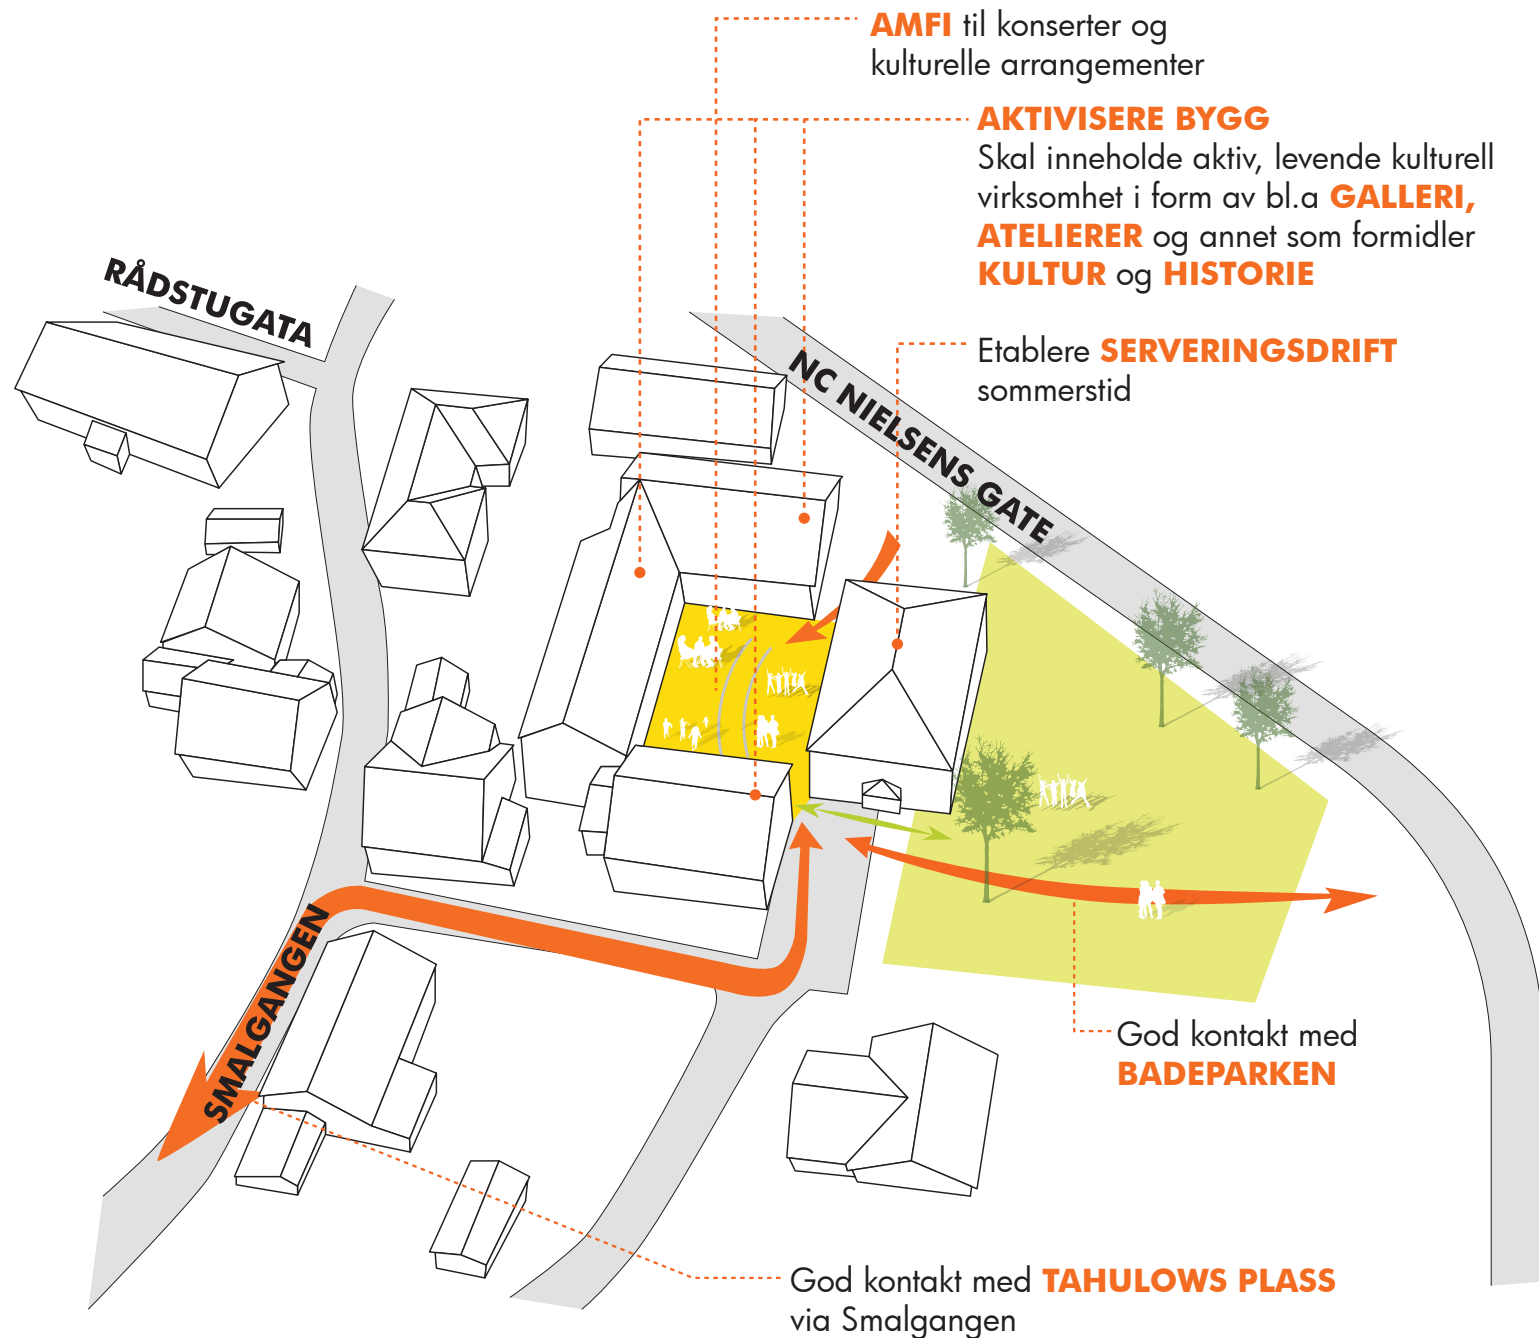 AMFI til konserter og
kulturelle arrangementer
AKTIVISERE BYGG
Skal inneholde aktiv, levende kulturell
virksomhet i form av bl.a GALLERI,
ATELIERER og annet som formidler
KULTUR og HISTORIE
RÅDSTUGATA
Etablere SERVERINGSDRIFT
sommerstid
NC NIELSENS GATE
SMALGANGEN
God kontakt med
BADEPARKEN
God kontakt med TAHULOWS PLASS
via Smalgangen